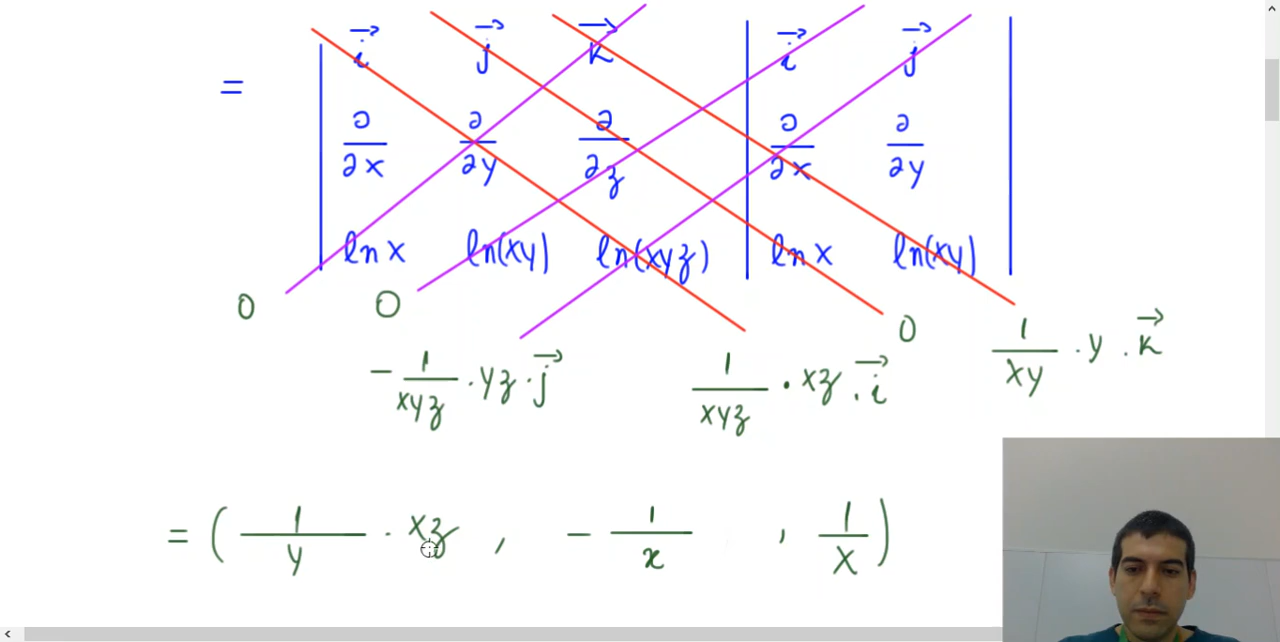 i⃗ j⃗ k⃗ i⃗ j⃗
= | ∂/∂x ∂/∂y ∂/∂z | ∂/∂x ∂/∂y |
ln x ln(xy) ln(xyz) ln x ln(xy)
0 0 0
- 1/xyz · yz · j⃗ 1/xyz · xz . i⃗ 1/xy · y . k⃗
= ( 1/y · xz , - 1/x , 1/x )